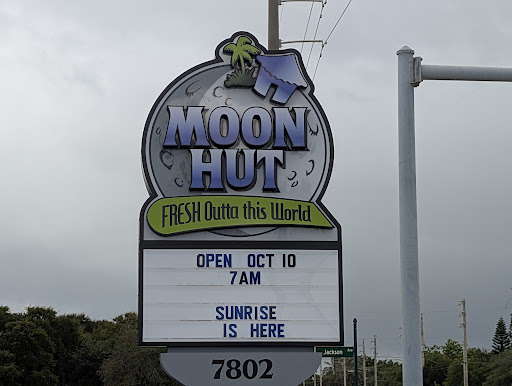 MOON
HUT
FRESH Outta this World
OPEN OCT 10
7AM
SUNRISE
IS HERE
Jackson
7802